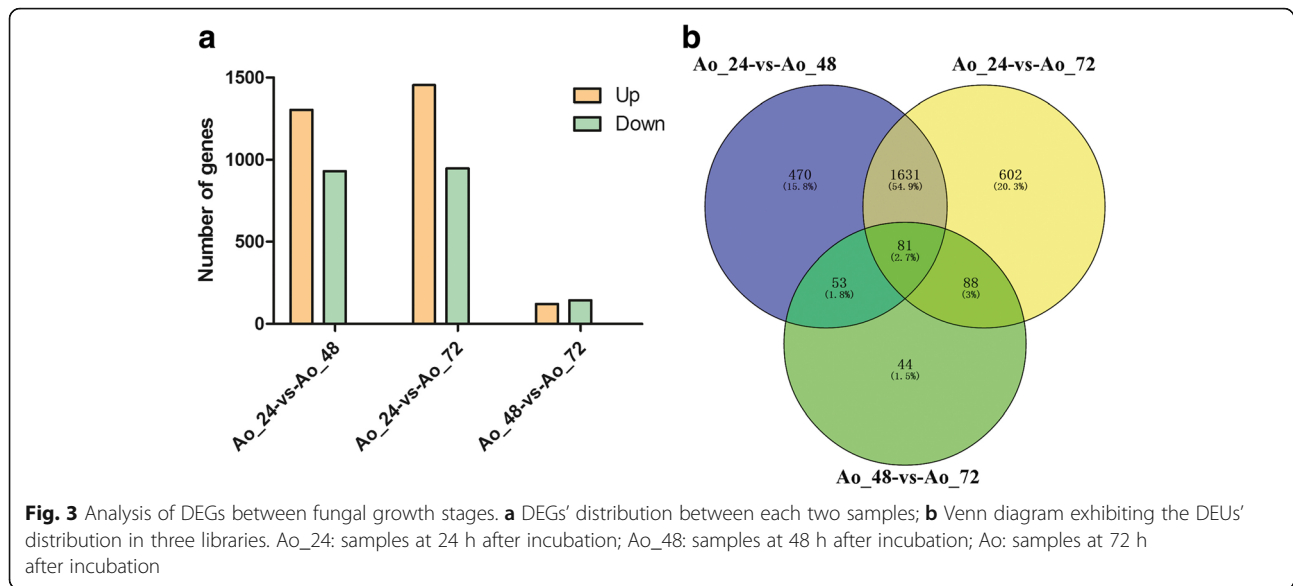 a
Number of genes
1500
1000
500
0
Up
Down
Ao_24-vs-Ao_48
Ao_24-vs-Ao_72
Ao_48-vs-Ao_72
b
Ao_24-vs-Ao_48
Ao_24-vs-Ao_72
470
(15.8%)
1631
(54.9%)
602
(20.3%)
81
(2.7%)
53
(1.8%)
88
(3%)
44
(1.5%)
Ao_48-vs-Ao_72
Fig. 3 Analysis of DEGs between fungal growth stages. a DEGs’ distribution between each two samples; b Venn diagram exhibiting the DEUs’
distribution in three libraries. Ao_24: samples at 24 h after incubation; Ao_48: samples at 48 h after incubation; Ao: samples at 72 h
after incubation